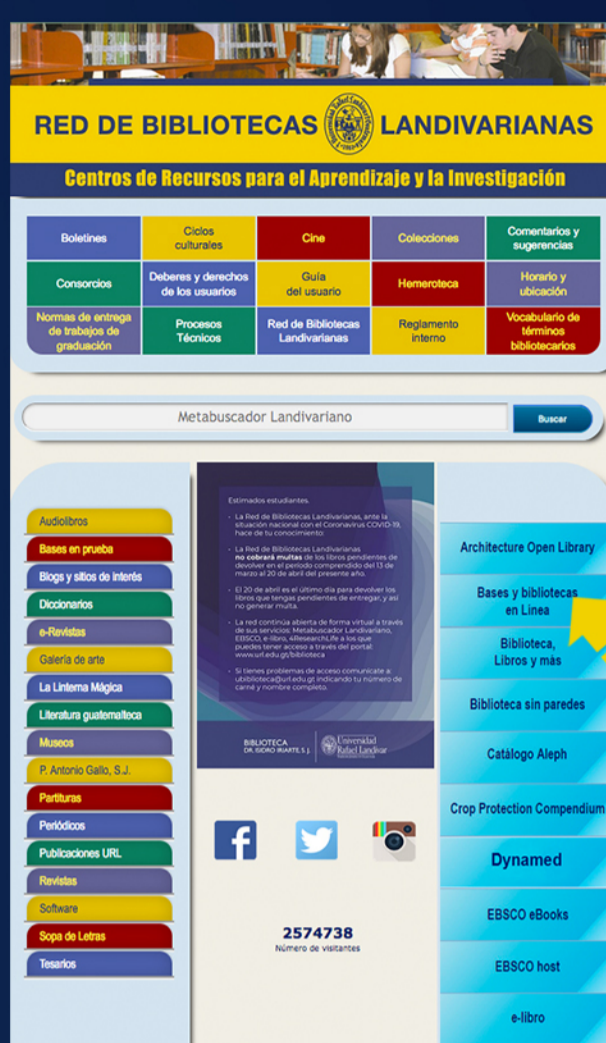 RED DE BIBLIOTECAS LANDIVARIANAS
Centros de Recursos para el Aprendizaje y la Investigación
Boletines
Ciclos
culturales
Cine
Colecciones
Comentarios y
sugerencias
Consorcios
Deberes y derechos
de los usuarios
Guía
del usuario
Hemeroteca
Horario y
ubicación
Normas de entrega
de trabajos de
graduación
Procesos
Técnicos
Red de Bibliotecas
Landivarianas
Reglamento
interno
Vocabulario de
términos
bibliotecarios
Metabuscador Landivariano
Buscar
Audiolibros
Bases en prueba
Blogs y sitios de interés
Diccionarios
e-Revistas
Galería de arte
La Linterna Mágica
Literatura guatemalteca
Museos
P. Antonio Gallo, S.J.
Partituras
Periódicos
Publicaciones URL
Revistas
Software
Sopa de Letras
Tesarios
Estimados estudiantes.
- La Red de Bibliotecas Landivarianas, ante la
situación nacional con el Coronavirus COVID-19,
hace de tu conocimiento:
- La Red de Bibliotecas Landivarianas
no cobrará multas de los libros pendientes de
devolver en el período comprendido del 13 de
marzo al 20 de abril del presente año.
- El 20 de abril es el último día para devolver los
libros que tengas pendientes de entregar, y así
no generar multa.
- La red continúa abierta de forma virtual a través
de sus servicios: Metabuscador Landivariano,
EBSCO, e-libro, 4ResearchLife a los que
puedes tener acceso a través del portal:
www.url.edu.gt/biblioteca
- Si tienes problemas de acceso comunícate a:
ubiblioteca@url.edu.gt indicando tu número de
carné y nombre completo.
BIBLIOTECA
DR. ISIDRO IRIARTE, S.J.
Universidad
Rafael Landívar
2574738
Número de visitantes
Architecture Open Library
Bases y bibliotecas
en Linea
Biblioteca,
Libros y màs
Biblioteca sin paredes
Catálogo Aleph
Crop Protection Compendium
Dynamed
EBSCO eBooks
EBSCO host
e-libro